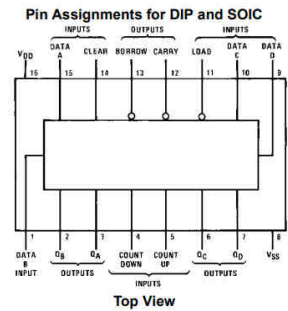 Pin Assignments for DIP and SOIC
INPUTS OUTPUTS INPUTS
VDD DATA A CLEAR BORROW CARRY LOAD DATA C DATA D
16 15 14 13 12 11 10 9
1 2 3 4 5 6 7 8
DATA B INPUT QB QA COUNT DOWN COUNT UP QC QD VSS
OUTPUTS INPUTS OUTPUTS
Top View